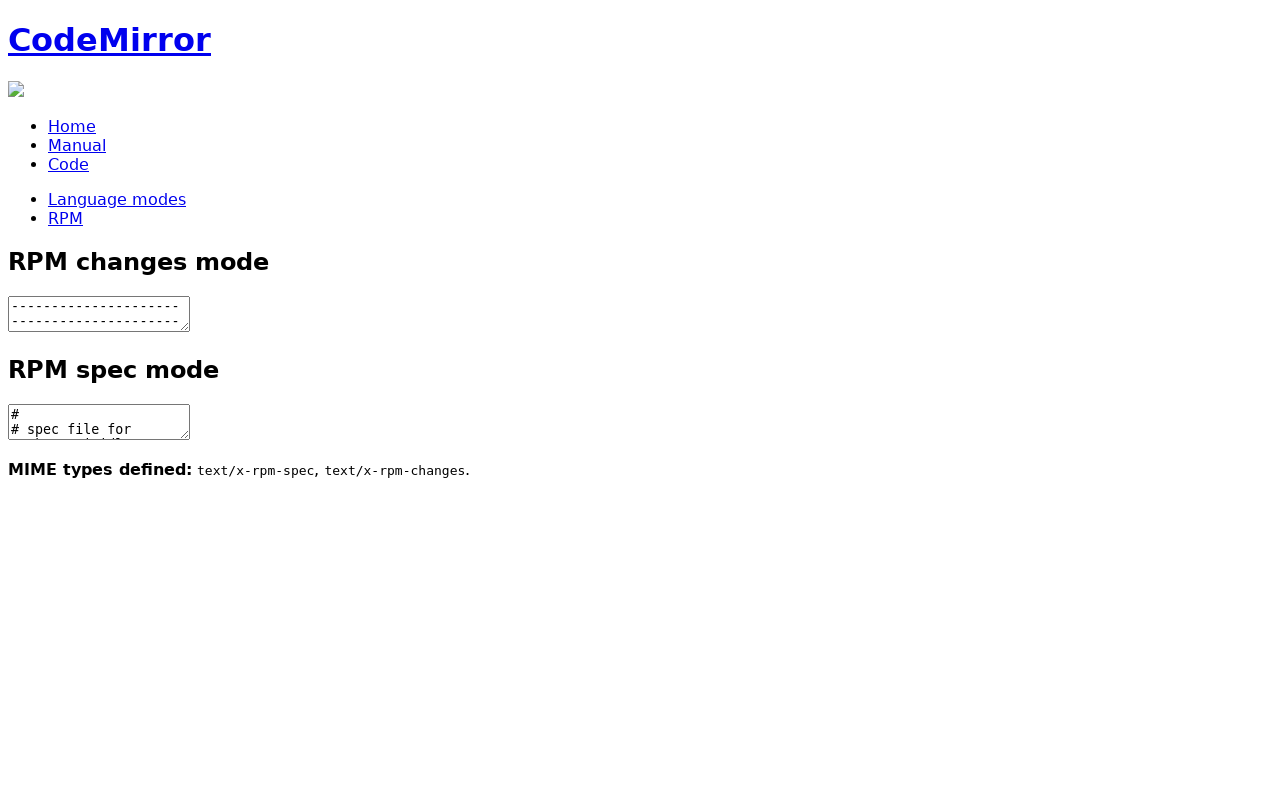 CodeMirror
Home
Manual
Code
Language modes
RPM
RPM changes mode
---------------------
---------------------
RPM spec mode
#
# spec file for
MIME types defined: text/x-rpm-spec, text/x-rpm-changes.